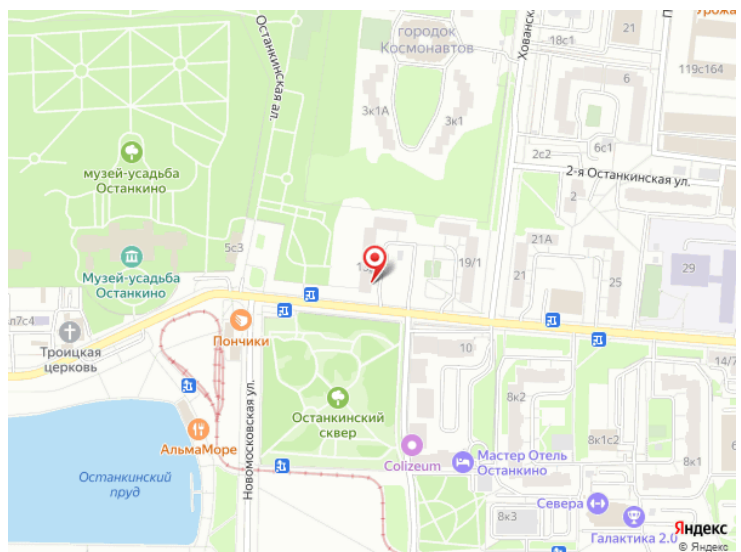 городок
Космонавтов
Хованска
21
Урожа
18с1
119с164
6
3к1А
3к1
6с1
2с2
2-я Останкинская ул.
2
Останкинская ал.
музей-усадьба
Останкино
5с3
Музей-усадьба
Останкино
19/1
21А
21
25
29
л7с4
Троицкая
церковь
Пончики
10
14/7
Новомосковская ул.
Останкинский
сквер
8к2
8к1с2
8к1
АльмаМоре
Colizeum
Мастер Отель
Останкино
Останкинский
пруд
8к3
Севера
Галактика 2.0
6
Яндекс
© Яндекс